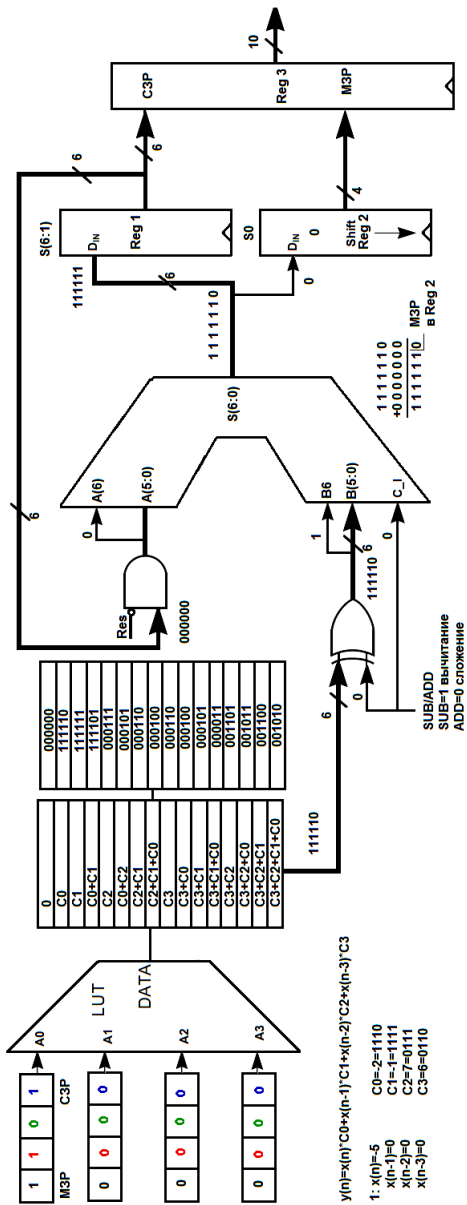 1 1 0 1
МЗР
СЗР
0 0 0 0
0 0 0 0
0 0 0 0
A0
A1
A2
A3
LUT
DATA
0 000000
C0 111110
C1 111111
C0+C1 111101
C2 000111
C0+C2 000101
C2+C1 000110
C2+C1+C0 000100
C3 000110
C3+C0 000100
C3+C1 000101
C3+C1+C0 000011
C3+C2 001101
C3+C2+C0 001011
C3+C2+C1 001100
C3+C2+C1+C0 001010
111110
6
0
SUB/ADD
SUB=1 вычитание
ADD=0 сложение
Res
000000
6
0
A(6)
A(5:0)
1
6
111110
0
B6
B(5:0)
C_I
S(6:0)
1111110
+0000000
1111110
МЗР
в Reg 2
1111110
111111
6
0
S(6:1)
DIN
Reg 1
S0
DIN
0
Shift
Reg 2
6
6
4
СЗР
Reg 3
МЗР
10
y(n)=x(n)*C0+x(n-1)*C1+x(n-2)*C2+x(n-3)*C3
1: x(n)=-5 C0=-2=1110
x(n-1)=0 C1=-1=1111
x(n-2)=0 C2=7=0111
x(n-3)=0 C3=6=0110